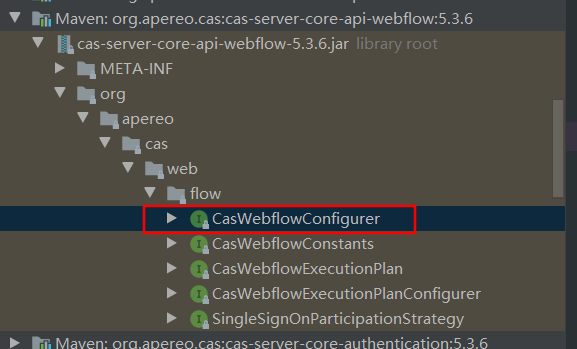 Maven: org.apereo.cas:cas-server-core-api-webflow:5.3.6
cas-server-core-api-webflow-5.3.6.jar library root
META-INF
org
apereo
cas
web
flow
CasWebflowConfigurer
CasWebflowConstants
CasWebflowExecutionPlan
CasWebflowExecutionPlanConfigurer
SingleSignOnParticipationStrategy
Maven: org.apereo.cas:cas-server-core-authentication:5.3.6